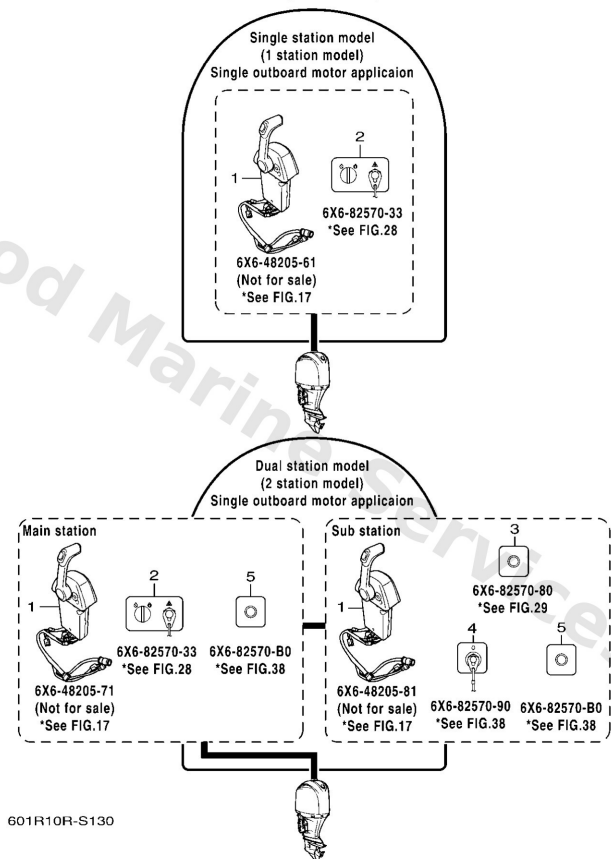 Single station model
(1 station model)
Single outboard motor applicaion
1
2
6X6-82570-33
*See FIG.28
6X6-48205-61
(Not for sale)
*See FIG.17
Dual station model
(2 station model)
Single outboard motor applicaion
Main station
1
2
5
6X6-82570-33
*See FIG.28
6X6-82570-B0
*See FIG.38
6X6-48205-71
(Not for sale)
*See FIG.17
Sub station
3
6X6-82570-80
*See FIG.29
1
4
5
6X6-48205-81
(Not for sale)
*See FIG.17
6X6-82570-90
*See FIG.38
6X6-82570-B0
*See FIG.38
601R10R-S130
od Marine Services